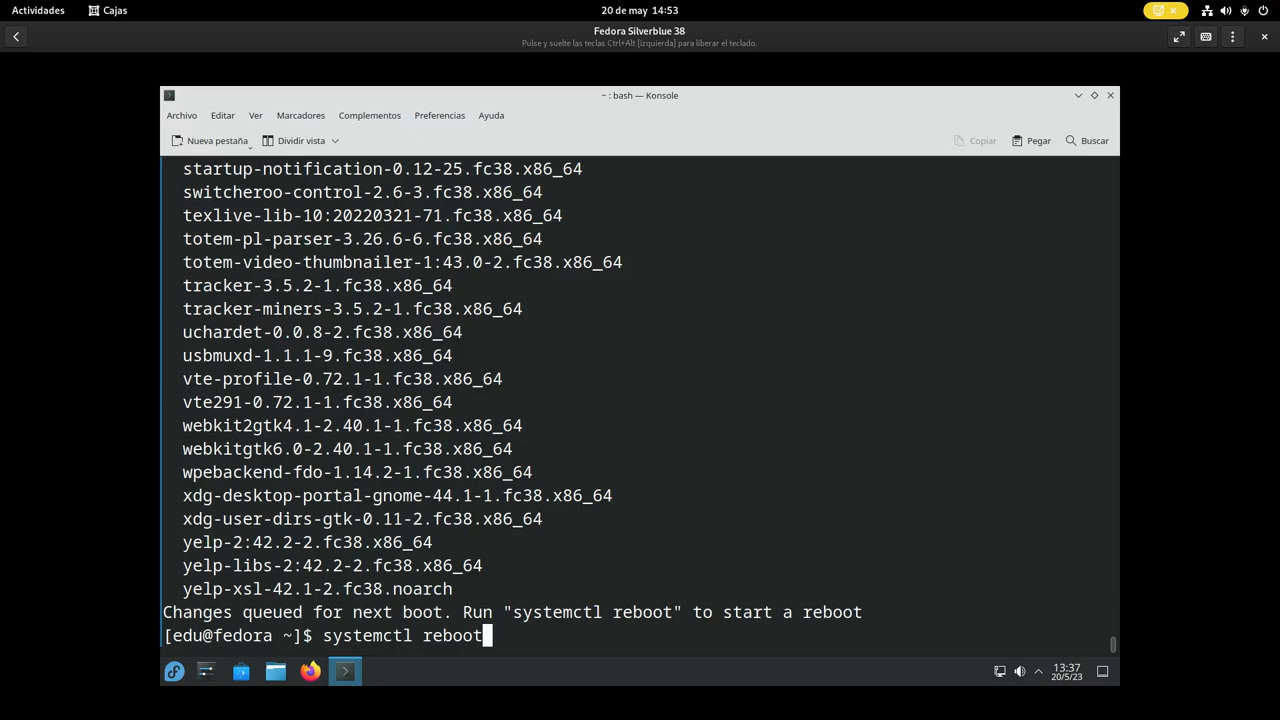 Actividades
Cajas
20 de may 14:53
Fedora Silverblue 38
Pulse y suelte las teclas Ctrl+Alt [izquierda] para liberar el teclado.
~ : bash — Konsole
Archivo Editar Ver Marcadores Complementos Preferencias Ayuda
Nueva pestaña Dividir vista Copiar Pegar Buscar
startup-notification-0.12-25.fc38.x86_64
switcheroo-control-2.6-3.fc38.x86_64
texlive-lib-10:20220321-71.fc38.x86_64
totem-pl-parser-3.26.6-6.fc38.x86_64
totem-video-thumbnailer-1:43.0-2.fc38.x86_64
tracker-3.5.2-1.fc38.x86_64
tracker-miners-3.5.2-1.fc38.x86_64
uchardet-0.0.8-2.fc38.x86_64
usbmuxd-1.1.1-9.fc38.x86_64
vte-profile-0.72.1-1.fc38.x86_64
vte291-0.72.1-1.fc38.x86_64
webkit2gtk4.1-2.40.1-1.fc38.x86_64
webkitgtk6.0-2.40.1-1.fc38.x86_64
wpebackend-fdo-1.14.2-1.fc38.x86_64
xdg-desktop-portal-gnome-44.1-1.fc38.x86_64
xdg-user-dirs-gtk-0.11-2.fc38.x86_64
yelp-2:42.2-2.fc38.x86_64
yelp-libs-2:42.2-2.fc38.x86_64
yelp-xsl-42.1-2.fc38.noarch
Changes queued for next boot. Run "systemctl reboot" to start a reboot
[edu@fedora ~]$ systemctl reboot
13:37
20/5/23